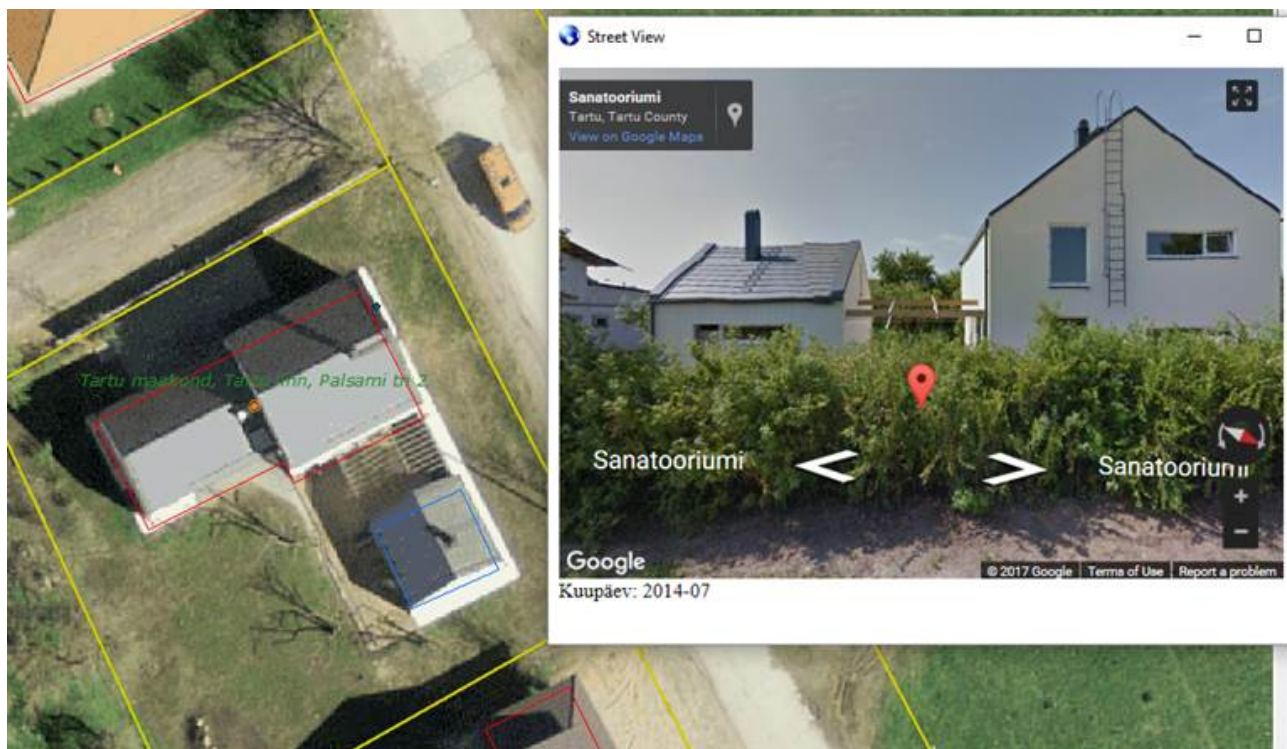 Street View
Sanatooriumi
Tartu, Tartu County
View on Google Maps
Tartu maakond, Tartu linn, Palsami tn 2
Sanatooriumi
Sanatooriumi
Google
© 2017 Google
Terms of Use
Report a problem
Kuupäev: 2014-07